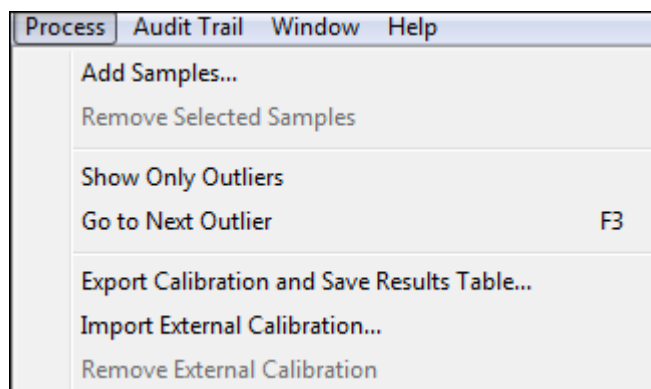 Process Audit Trail Window Help
Add Samples...
Remove Selected Samples
Show Only Outliers
Go to Next Outlier F3
Export Calibration and Save Results Table...
Import External Calibration...
Remove External Calibration